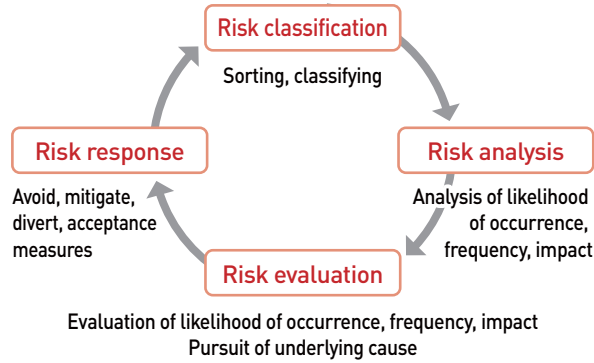 Risk classification
Sorting, classifying
Risk analysis
Analysis of likelihood
of occurrence,
frequency, impact
Risk evaluation
Evaluation of likelihood of occurrence, frequency, impact
Pursuit of underlying cause
Risk response
Avoid, mitigate,
divert, acceptance
measures